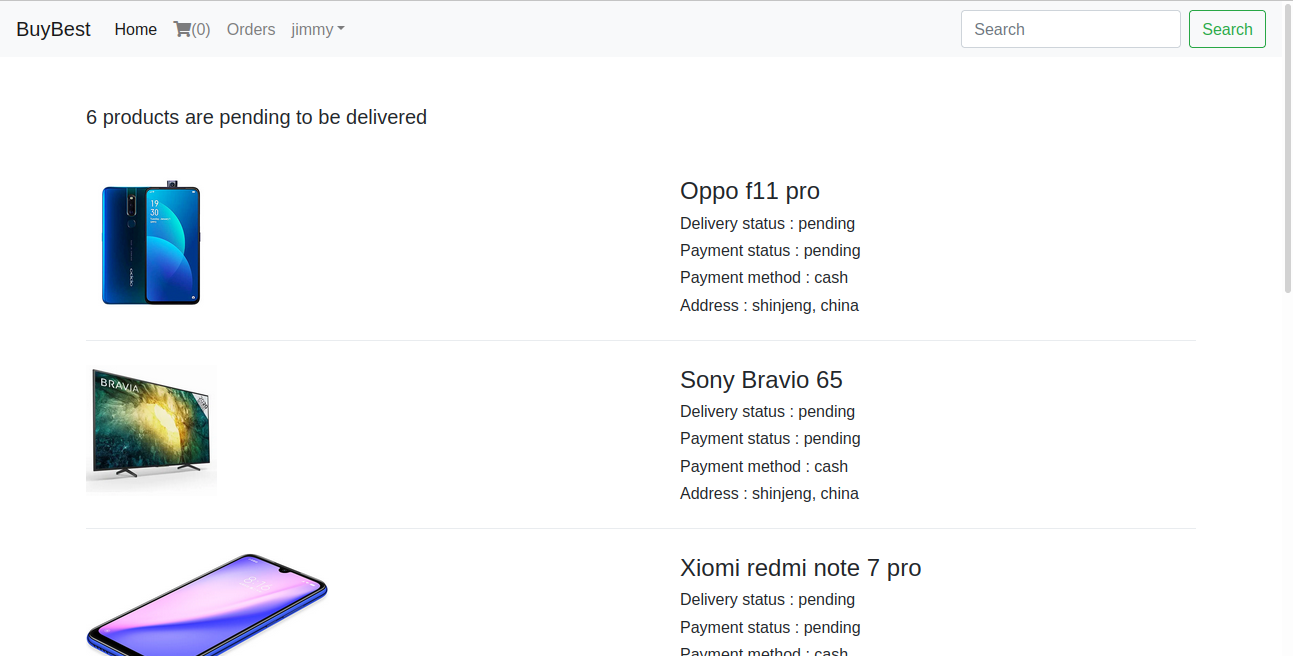 BuyBest Home (0) Orders jimmy Search Search
6 products are pending to be delivered
19
30
oppo
Oppo f11 pro
Delivery status : pending
Payment status : pending
Payment method : cash
Address : shinjeng, china
BRAVIA
Sony Bravio 65
Delivery status : pending
Payment status : pending
Payment method : cash
Address : shinjeng, china
Xiomi redmi note 7 pro
Delivery status : pending
Payment status : pending
Payment method : cash